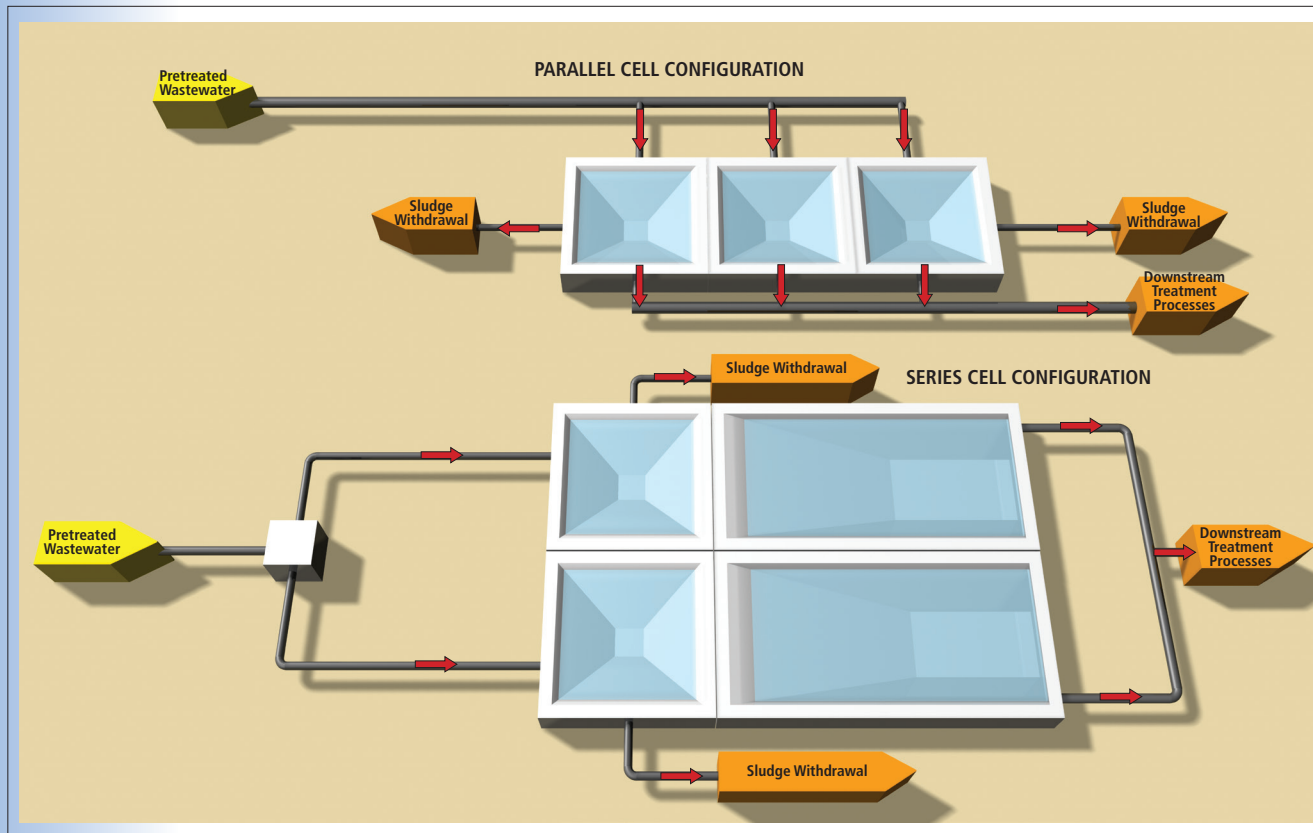 PARALLEL CELL CONFIGURATION
Pretreated
Wastewater
Sludge
Withdrawal
Sludge
Withdrawal
Downstream
Treatment
Processes
Sludge Withdrawal
SERIES CELL CONFIGURATION
Pretreated
Wastewater
Downstream
Treatment
Processes
Sludge Withdrawal